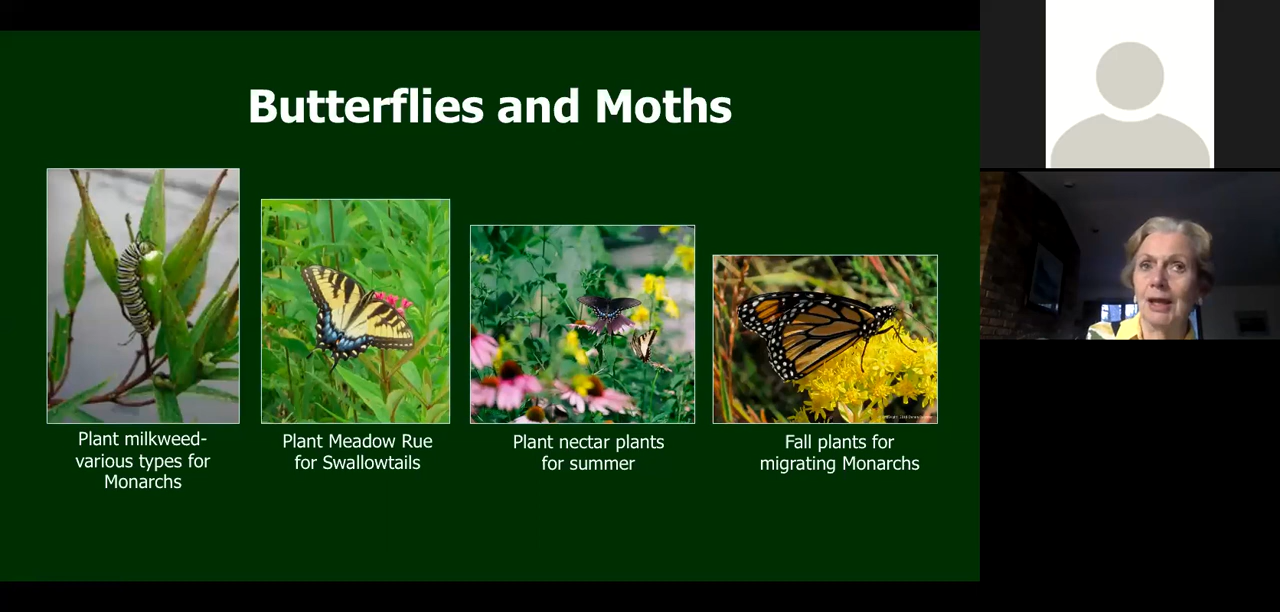 Butterflies and Moths
Plant milkweed-
various types for
Monarchs
Plant Meadow Rue
for Swallowtails
Plant nectar plants
for summer
Fall plants for
migrating Monarchs